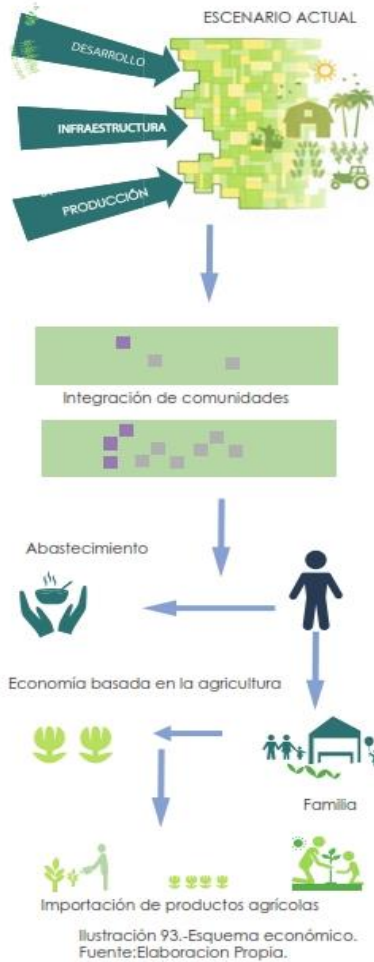 ESCENARIO ACTUAL
DESARROLLO
INFRAESTRUCTURA
PRODUCCIÓN
Integración de comunidades
Abastecimiento
Economía basada en la agricultura
Familia
Importación de productos agrícolas
Ilustración 93.-Esquema económico.
Fuente:Elaboracion Propia.